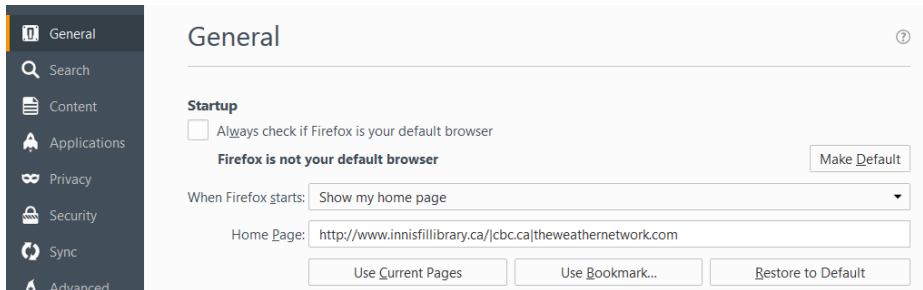 General
Search
Content
Applications
Privacy
Security
Sync
Advanced
General
?
Startup
Always check if Firefox is your default browser
Firefox is not your default browser
Make Default
When Firefox starts: Show my home page
Home Page: http://www.innisfillibrary.ca/|cbc.ca|theweathernetwork.com
Use Current Pages Use Bookmark... Restore to Default